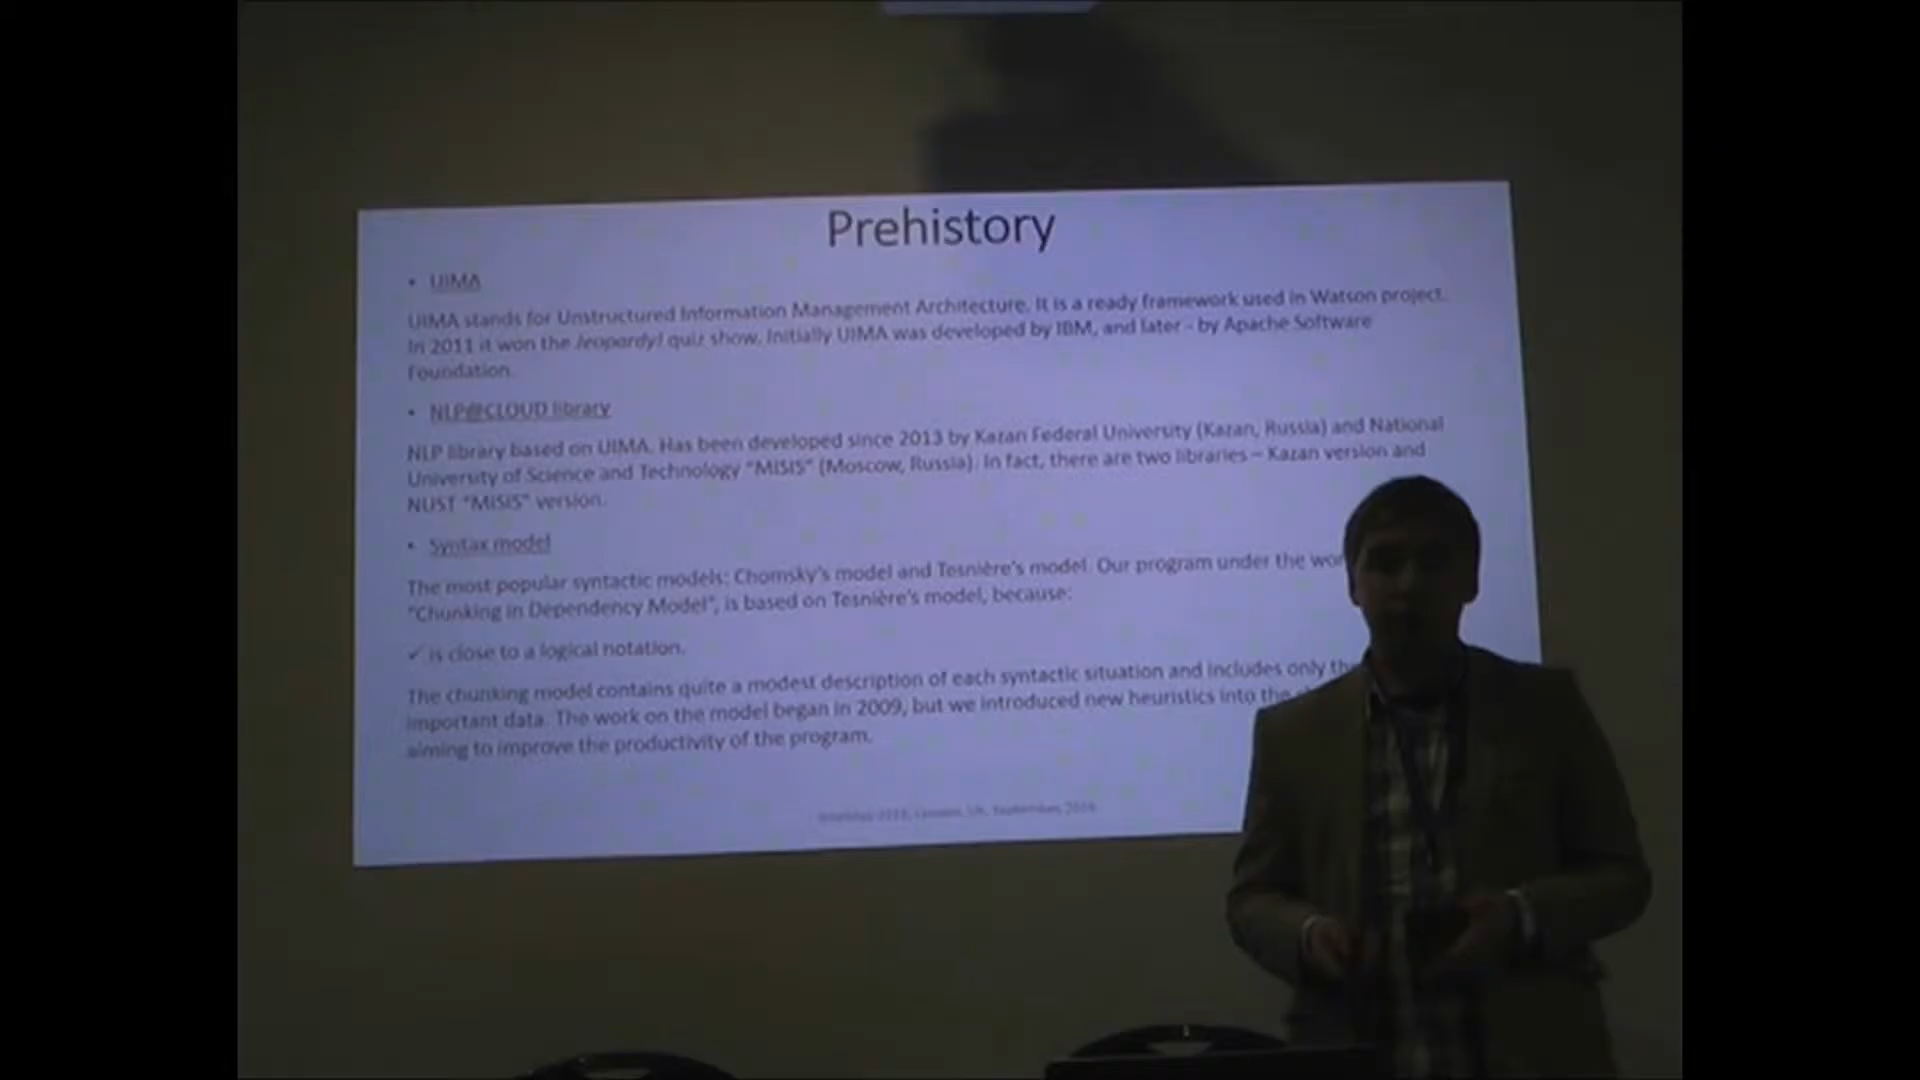 Prehistory
• UIMA
UIMA stands for Unstructured Information Management Architecture. It is a ready framework used in Watson project.
In 2011 it won the Jeopardy! quiz show. Initially UIMA was developed by IBM, and later - by Apache Software
Foundation.
• NLP@CLOUD library
NLP library based on UIMA. Has been developed since 2013 by Kazan Federal University (Kazan, Russia) and National
University of Science and Technology "MISIS" (Moscow, Russia). In fact, there are two libraries – Kazan version and
NUST "MISIS" version.
• Syntax model
The most popular syntactic models: Chomsky's model and Tesnière's model. Our program under the
"Chunking in Dependency Model", is based on Tesnière's model, because:
✓ is close to a logical notation.
The chunking model contains quite a modest description of each syntactic situation and includes only
important data. The work on the model began in 2009, but we introduced new heuristics into the
aiming to improve the productivity of the program.
London, UK, September, 2016